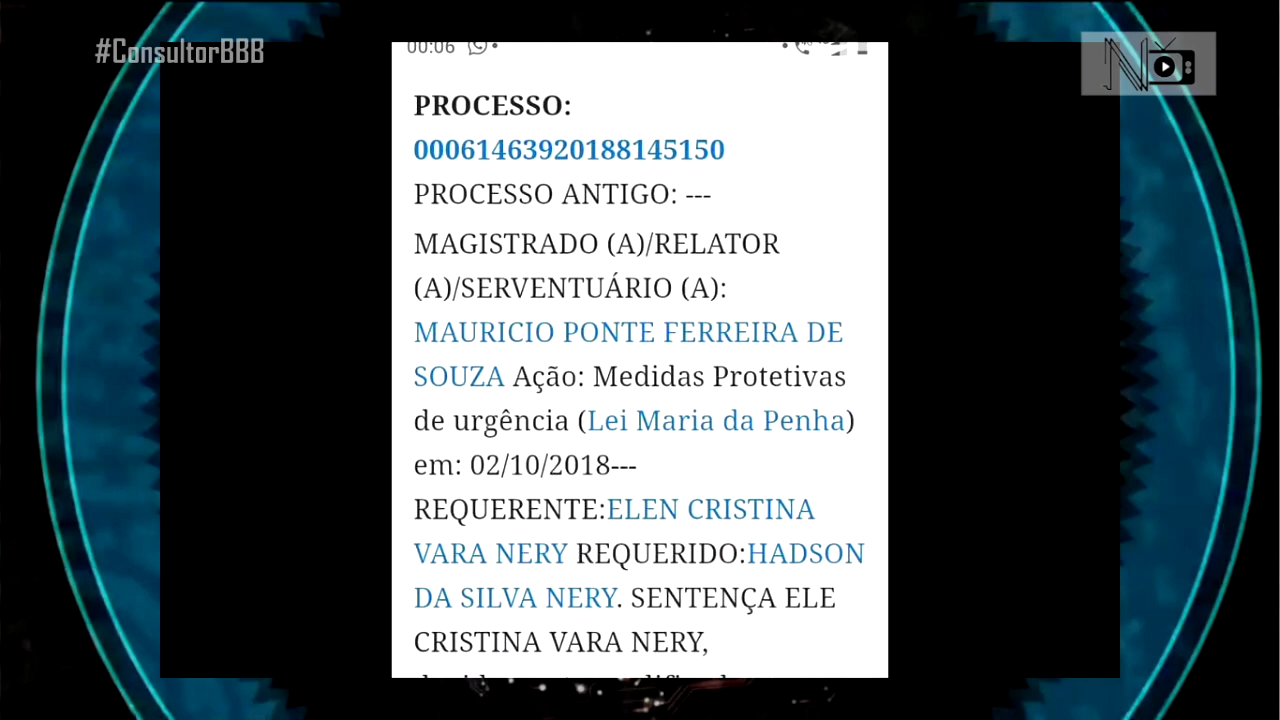 #ConsultorBBB
N
00:06
PROCESSO:
00061463920188145150
PROCESSO ANTIGO: ---
MAGISTRADO (A)/RELATOR
(A)/SERVENTUÁRIO (A):
MAURICIO PONTE FERREIRA DE
SOUZA Ação: Medidas Protetivas
de urgência (Lei Maria da Penha)
em: 02/10/2018---
REQUERENTE:ELEN CRISTINA
VARA NERY REQUERIDO:HADSON
DA SILVA NERY. SENTENÇA ELE
CRISTINA VARA NERY,